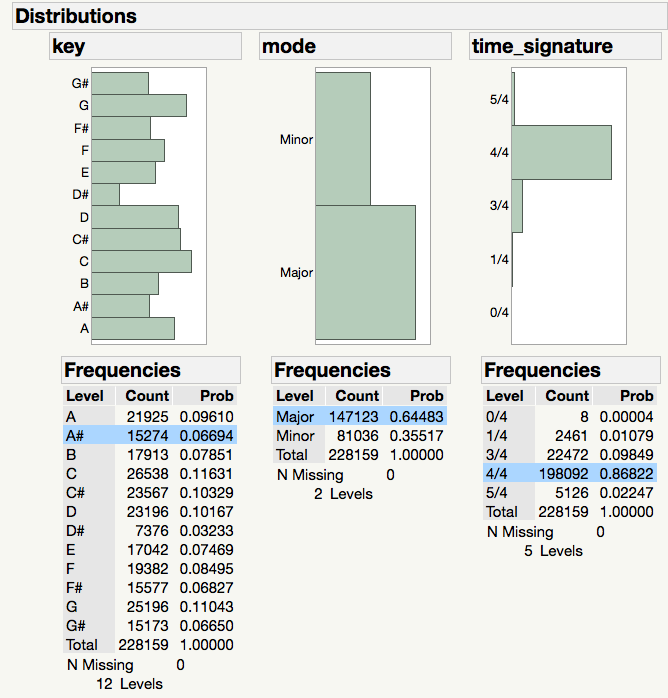 Distributions
key
G#
G
F#
F
E
D#
D
C#
C
B
A#
A
Frequencies
Level Count Prob
A 21925 0.09610
A# 15274 0.06694
B 17913 0.07851
C 26538 0.11631
C# 23567 0.10329
D 23196 0.10167
D# 7376 0.03233
E 17042 0.07469
F 19382 0.08495
F# 15577 0.06827
G 25196 0.11043
G# 15173 0.06650
Total 228159 1.00000
N Missing 0
12 Levels
mode
Minor
Major
Frequencies
Level Count Prob
Major 147123 0.64483
Minor 81036 0.35517
Total 228159 1.00000
N Missing 0
2 Levels
time_signature
5/4
4/4
3/4
1/4
0/4
Frequencies
Level Count Prob
0/4 8 0.00004
1/4 2461 0.01079
3/4 22472 0.09849
4/4 198092 0.86822
5/4 5126 0.02247
Total 228159 1.00000
N Missing 0
5 Levels